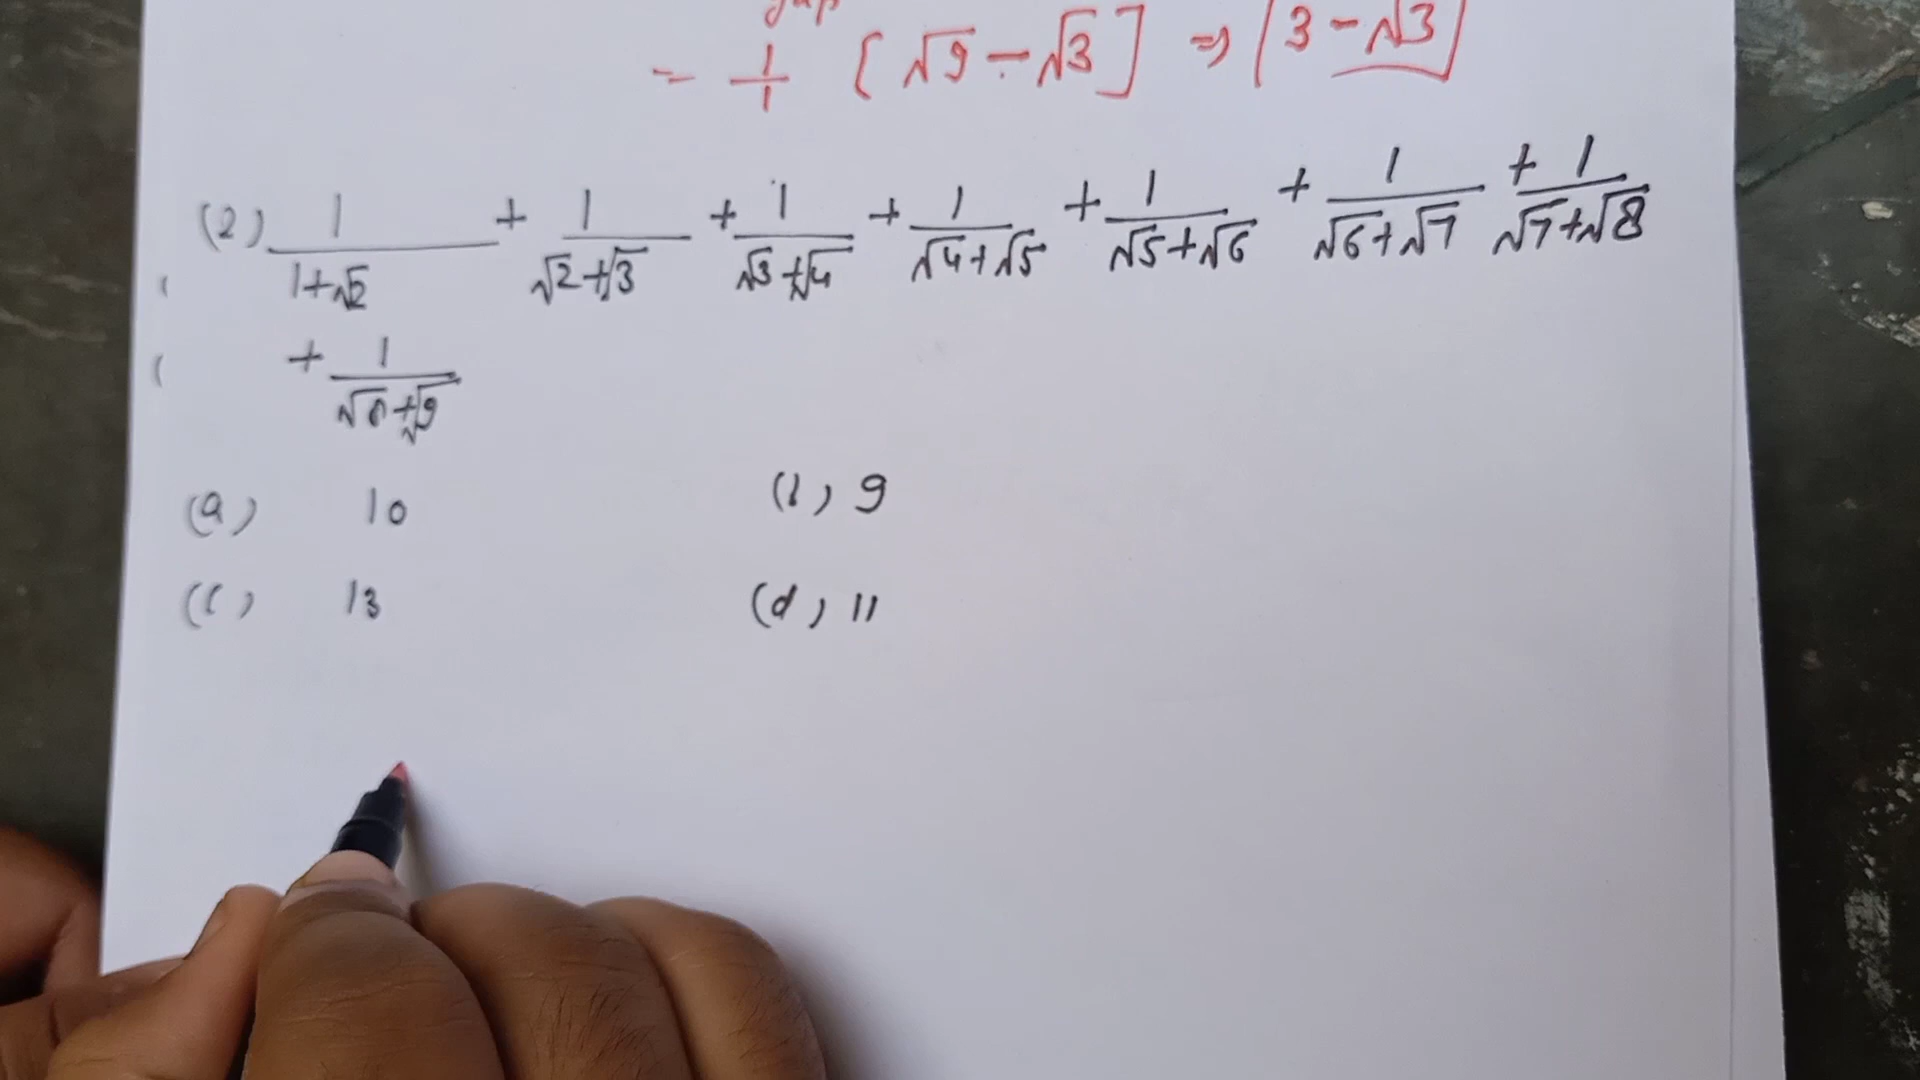 = 1/1 [√9 - √3] ⇒ 3 - √3
(2) 1/(1+√2) + 1/(√2+√3) + 1/(√3+√4) + 1/(√4+√5) + 1/(√5+√6) + 1/(√6+√7) + 1/(√7+√8)
+ 1/(√8+√9)
(a) 10 (b) 9
(c) 13 (d) 11